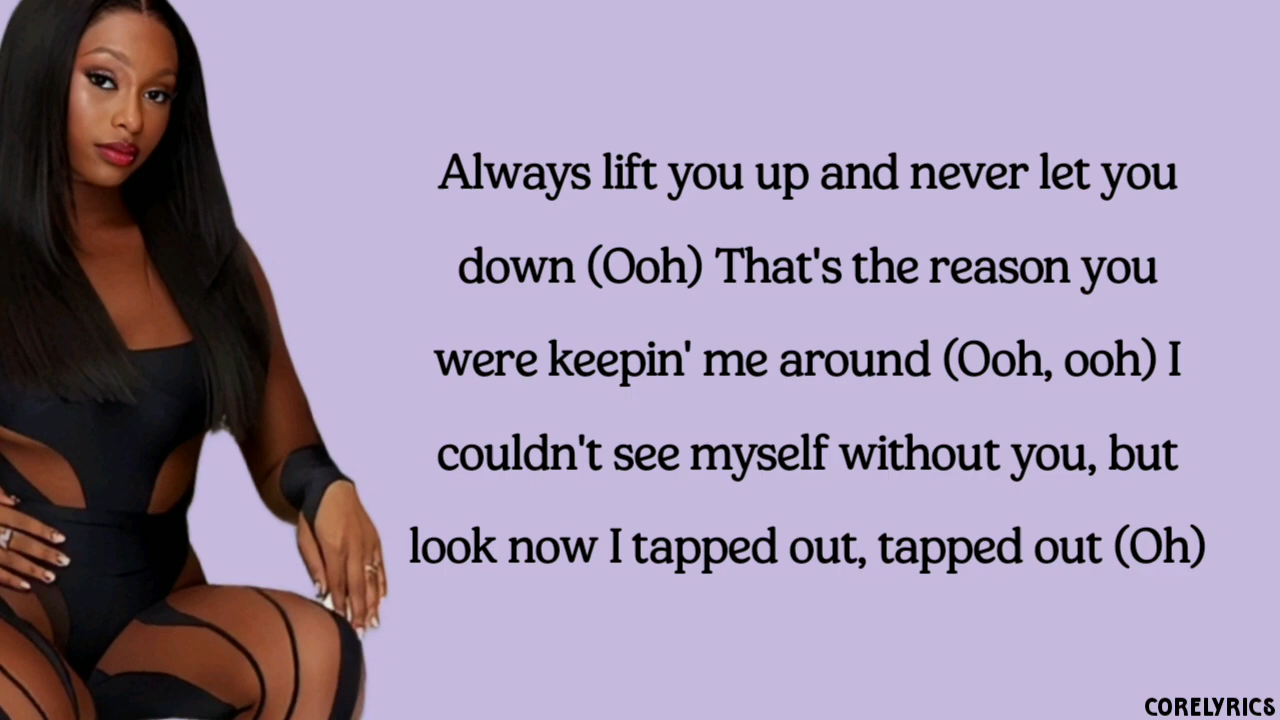 Always lift you up and never let you
down (Ooh) That's the reason you
were keepin' me around (Ooh, ooh) I
couldn't see myself without you, but
look now I tapped out, tapped out (Oh)
CORELYRICS